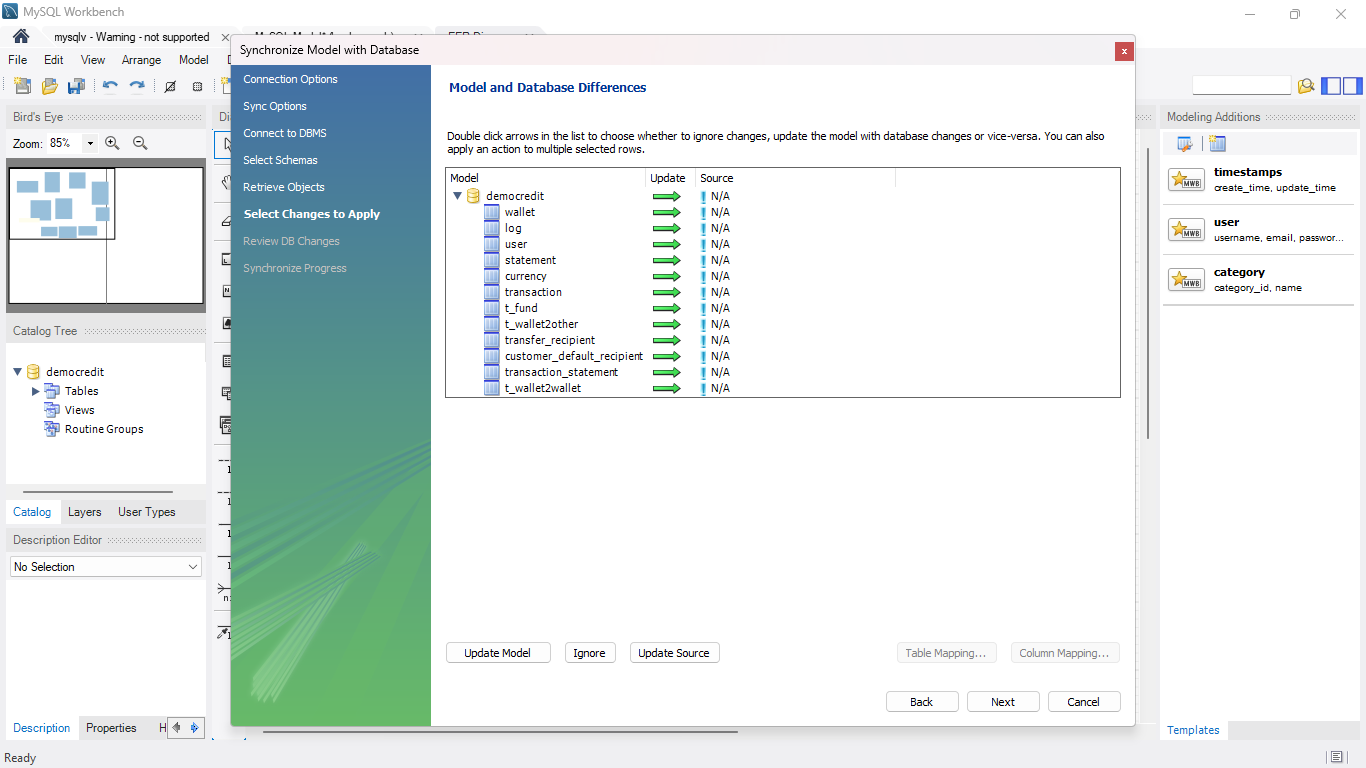 MySQL Workbench
mysqlv - Warning - not supported
File Edit View Arrange Model
Bird's Eye
Zoom: 85%
Catalog Tree
democredit
Tables
Views
Routine Groups
Catalog Layers User Types
Description Editor
No Selection
Description Properties H
Ready
Synchronize Model with Database
x
Connection Options
Sync Options
Connect to DBMS
Select Schemas
Retrieve Objects
Select Changes to Apply
Review DB Changes
Synchronize Progress
Model and Database Differences
Double click arrows in the list to choose whether to ignore changes, update the model with database changes or vice-versa. You can also
apply an action to multiple selected rows.
Model Update Source
democredit N/A
wallet N/A
log N/A
user N/A
statement N/A
currency N/A
transaction N/A
t_fund N/A
t_wallet2other N/A
transfer_recipient N/A
customer_default_recipient N/A
transaction_statement N/A
t_wallet2wallet N/A
Update Model Ignore Update Source Table Mapping... Column Mapping...
Back Next Cancel
Modeling Additions
timestamps
create_time, update_time
user
username, email, passwor...
category
category_id, name
Templates